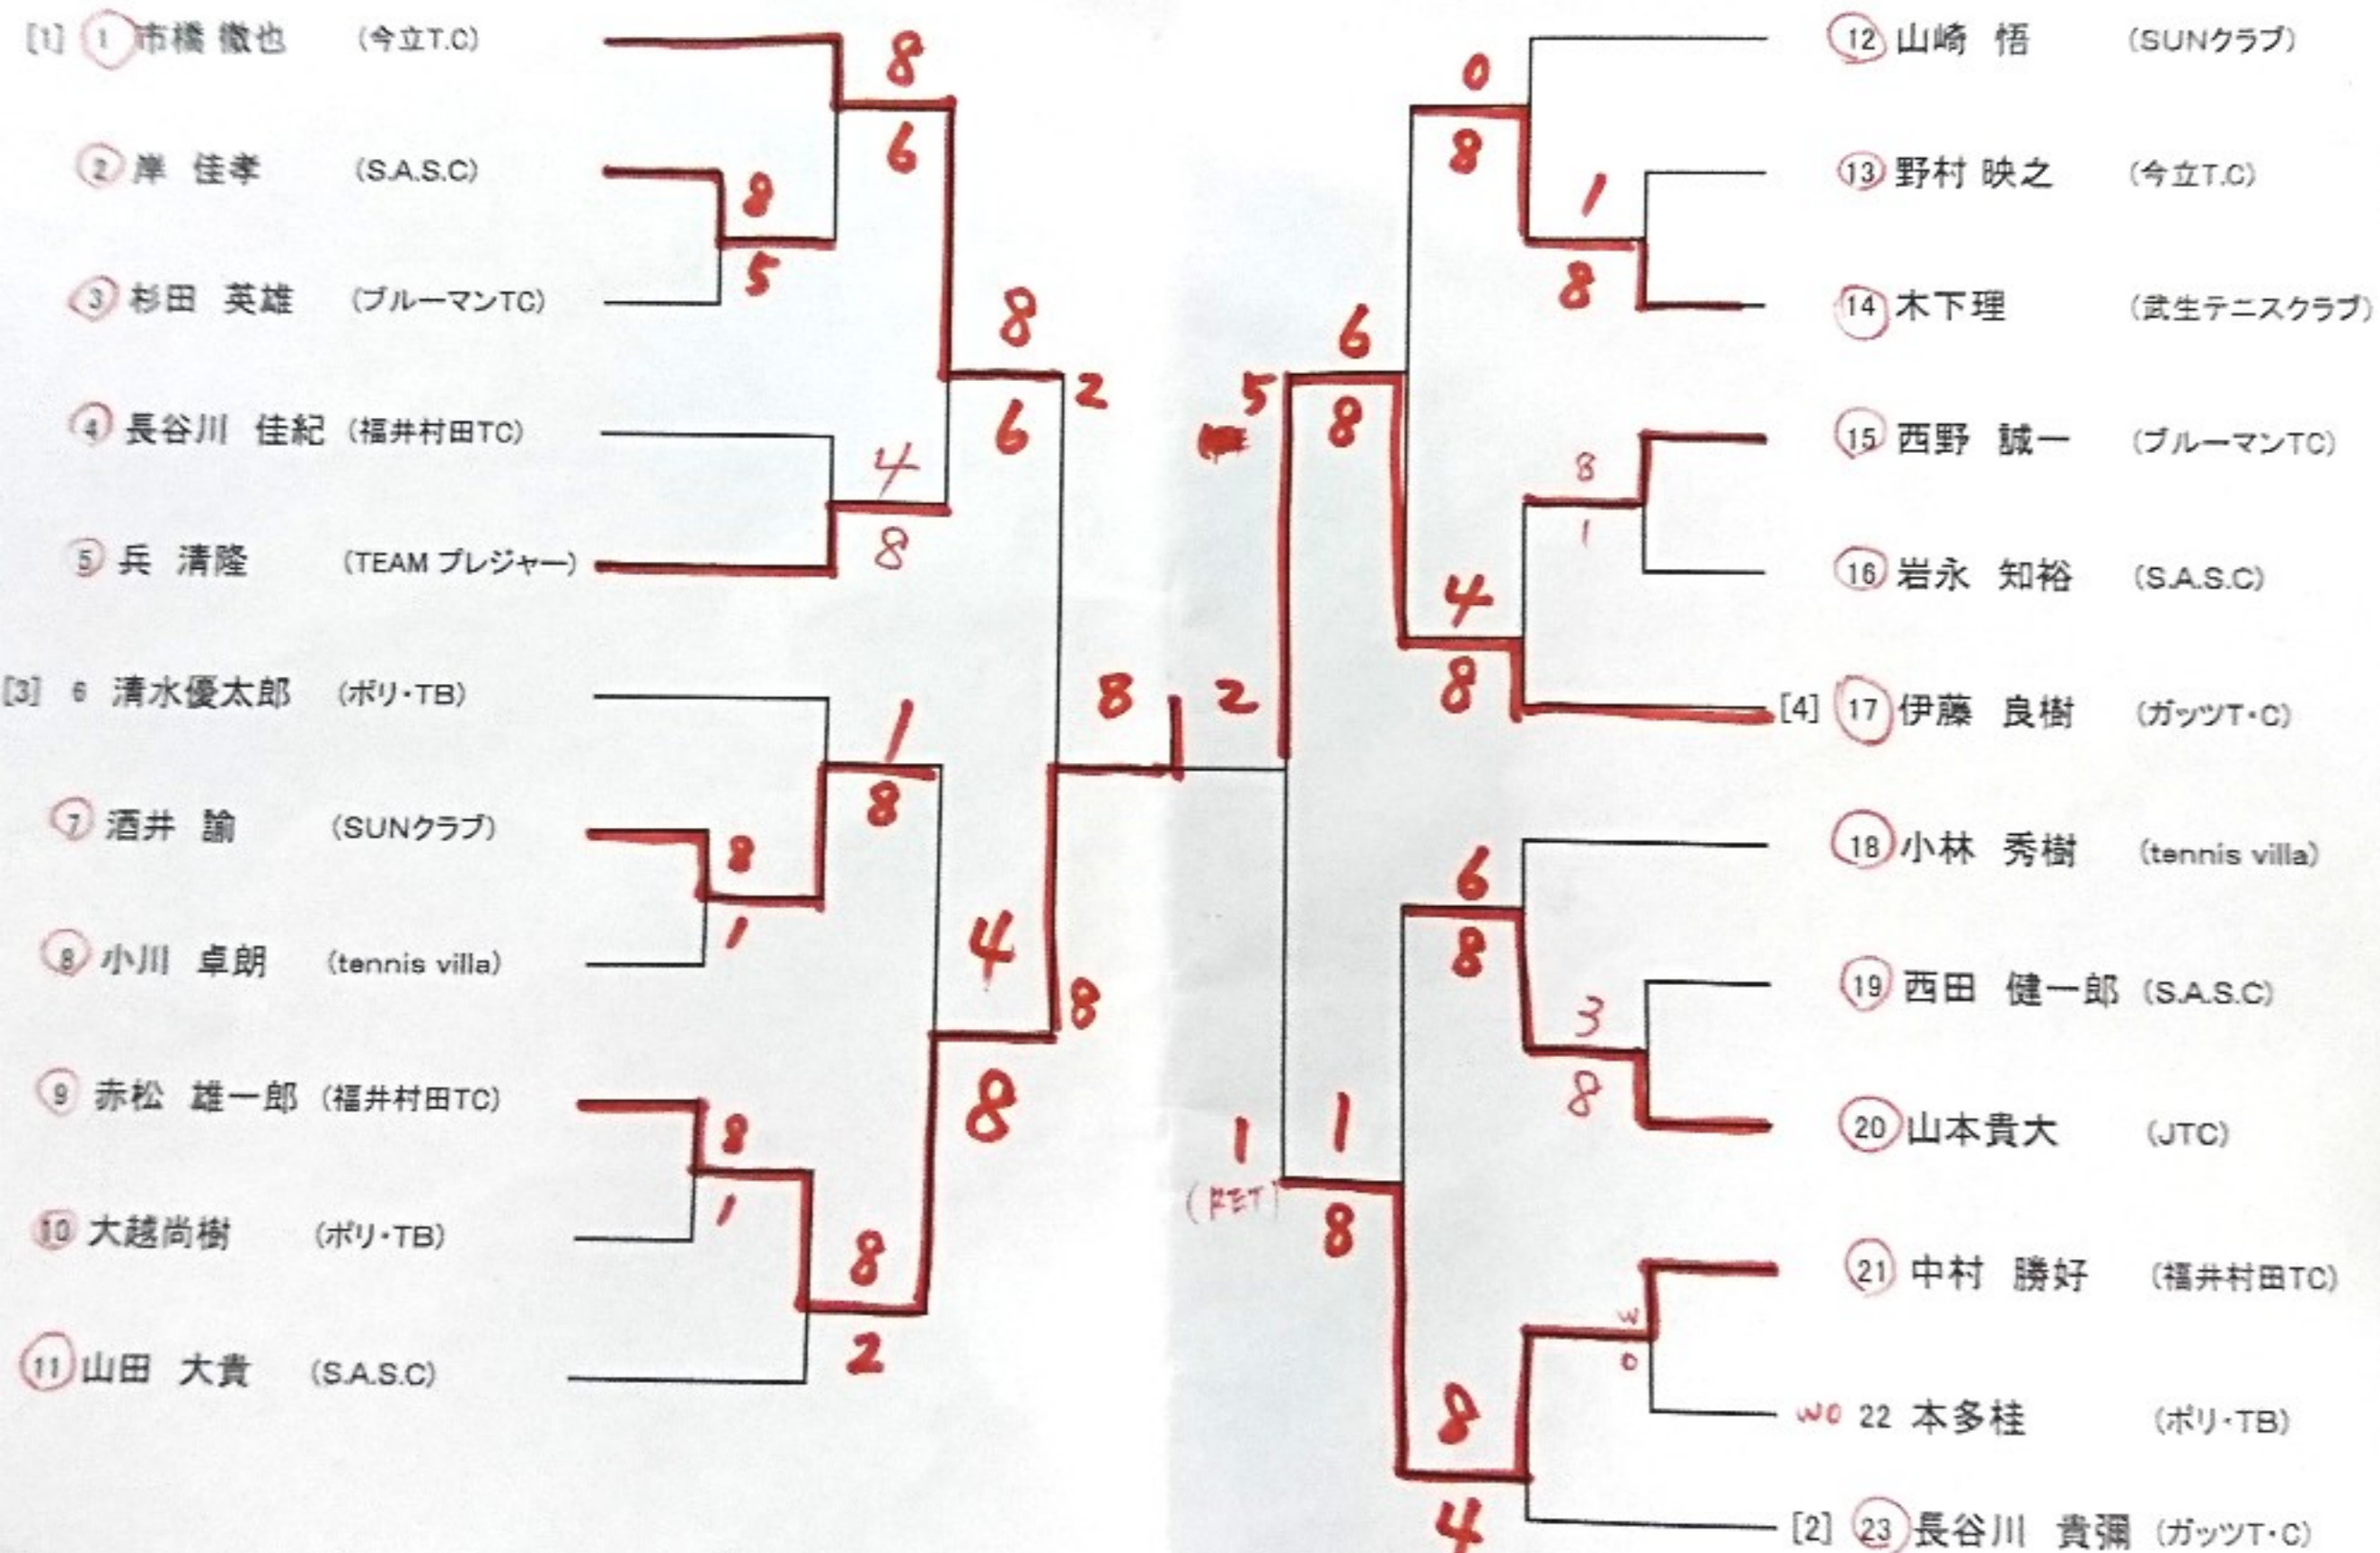 [1] 1 市橋 徹也 (今立T.C)
2 岸 佳孝 (S.A.S.C)
3 杉田 英雄 (ブルーマンTC)
4 長谷川 佳紀 (福井村田TC)
5 兵 清隆 (TEAM プレジャー)
[3] 6 清水優太郎 (ポリ・TB)
7 酒井 諭 (SUNクラブ)
8 小川 卓朗 (tennis villa)
9 赤松 雄一郎 (福井村田TC)
10 大越尚樹 (ポリ・TB)
11 山田 大貴 (S.A.S.C)
8
5
8
1
8
1
8
6
4
8
1
8
8
2
8
6
4
8
2
8
8 2
5
1
(RET)
6
8
1
8
0
8
4
8
6
8
8
4
1
8
8
1
3
8
W
O
12 山崎 悟 (SUNクラブ)
13 野村 映之 (今立T.C)
14 木下理 (武生テニスクラブ)
15 西野 誠一 (ブルーマンTC)
16 岩永 知裕 (S.A.S.C)
[4] 17 伊藤 良樹 (ガッツT・C)
18 小林 秀樹 (tennis villa)
19 西田 健一郎 (S.A.S.C)
20 山本貴大 (JTC)
21 中村 勝好 (福井村田TC)
WO 22 本多桂 (ポリ・TB)
[2] 23 長谷川 貴彌 (ガッツT・C)